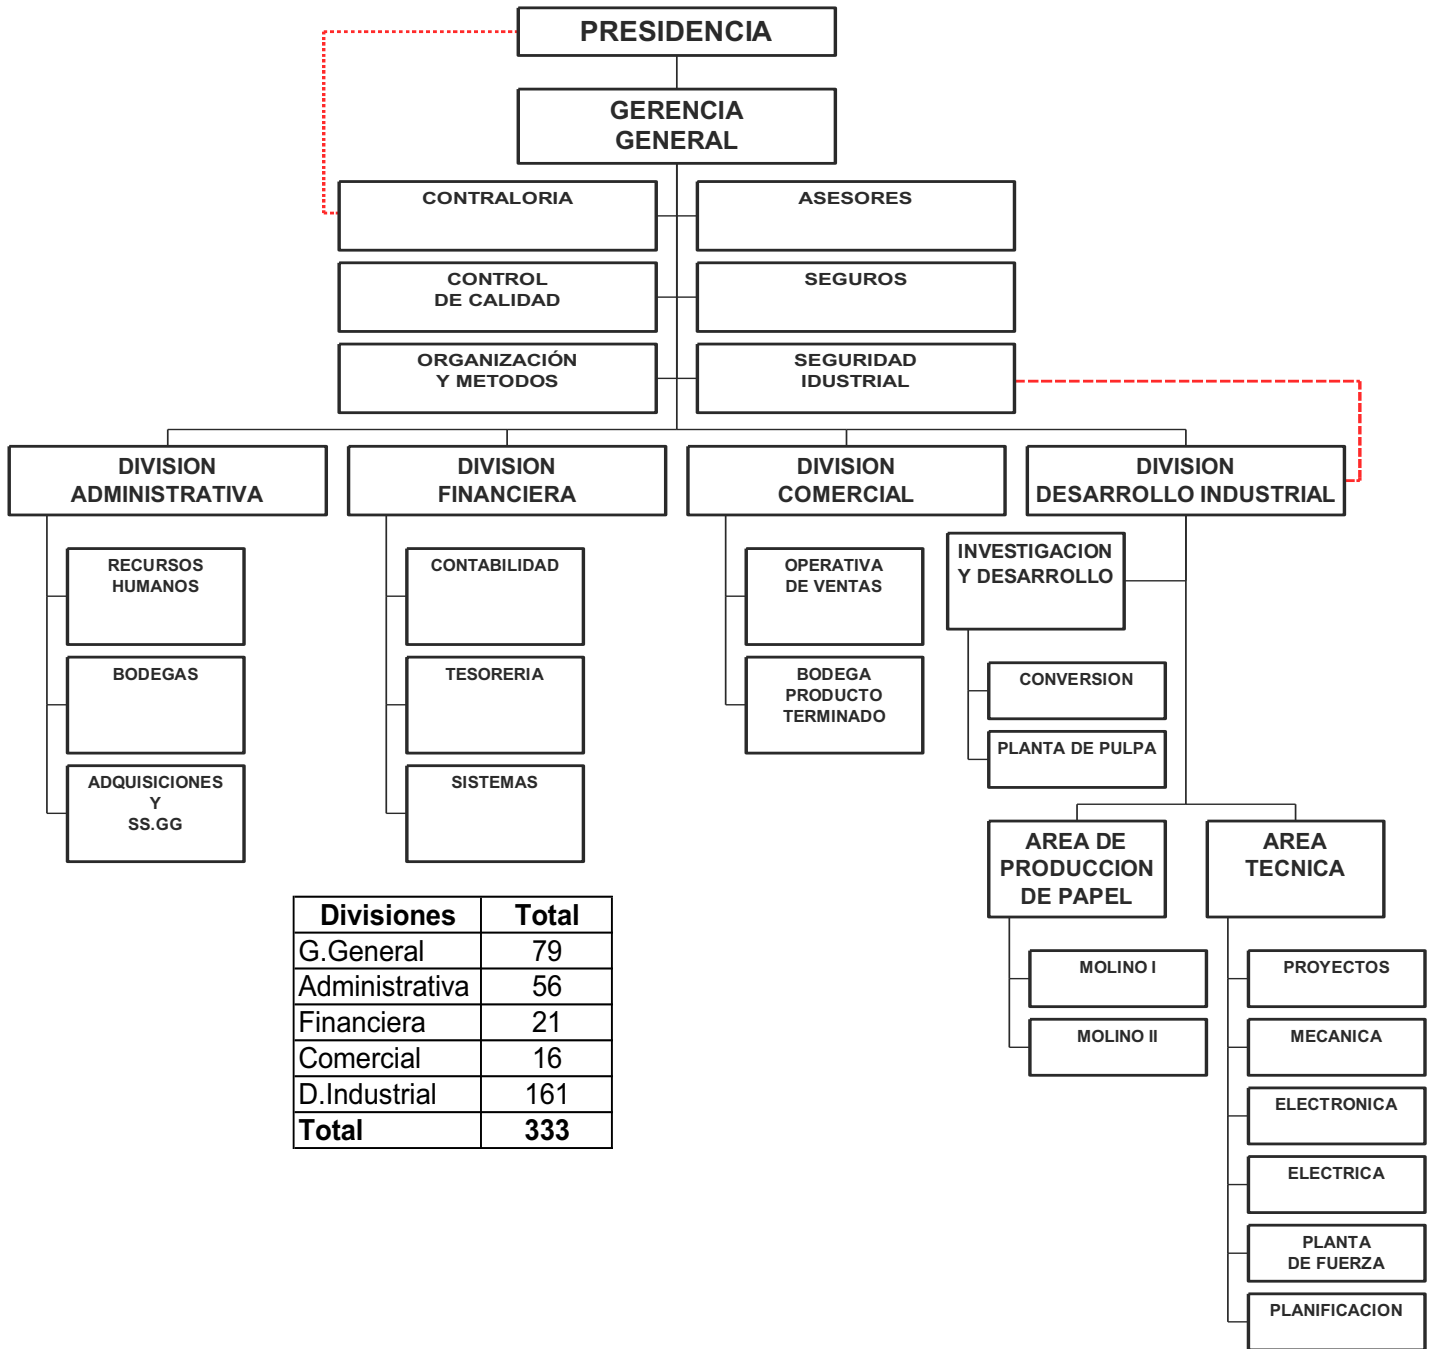 PRESIDENCIA
GERENCIA
GENERAL
CONTRALORIA
ASESORES
CONTROL
DE CALIDAD
SEGUROS
ORGANIZACIÓN
Y METODOS
SEGURIDAD
IDUSTRIAL
DIVISION
ADMINISTRATIVA
DIVISION
FINANCIERA
DIVISION
COMERCIAL
DIVISION
DESARROLLO INDUSTRIAL
RECURSOS
HUMANOS
BODEGAS
ADQUISICIONES
Y
SS.GG
CONTABILIDAD
TESORERIA
SISTEMAS
OPERATIVA
DE VENTAS
BODEGA
PRODUCTO
TERMINADO
INVESTIGACION
Y DESARROLLO
CONVERSION
PLANTA DE PULPA
AREA DE
PRODUCCION
DE PAPEL
MOLINO I
MOLINO II
AREA
TECNICA
PROYECTOS
MECANICA
ELECTRONICA
ELECTRICA
PLANTA
DE FUERZA
PLANIFICACION
Divisiones Total
G.General 79
Administrativa 56
Financiera 21
Comercial 16
D.Industrial 161
Total 333